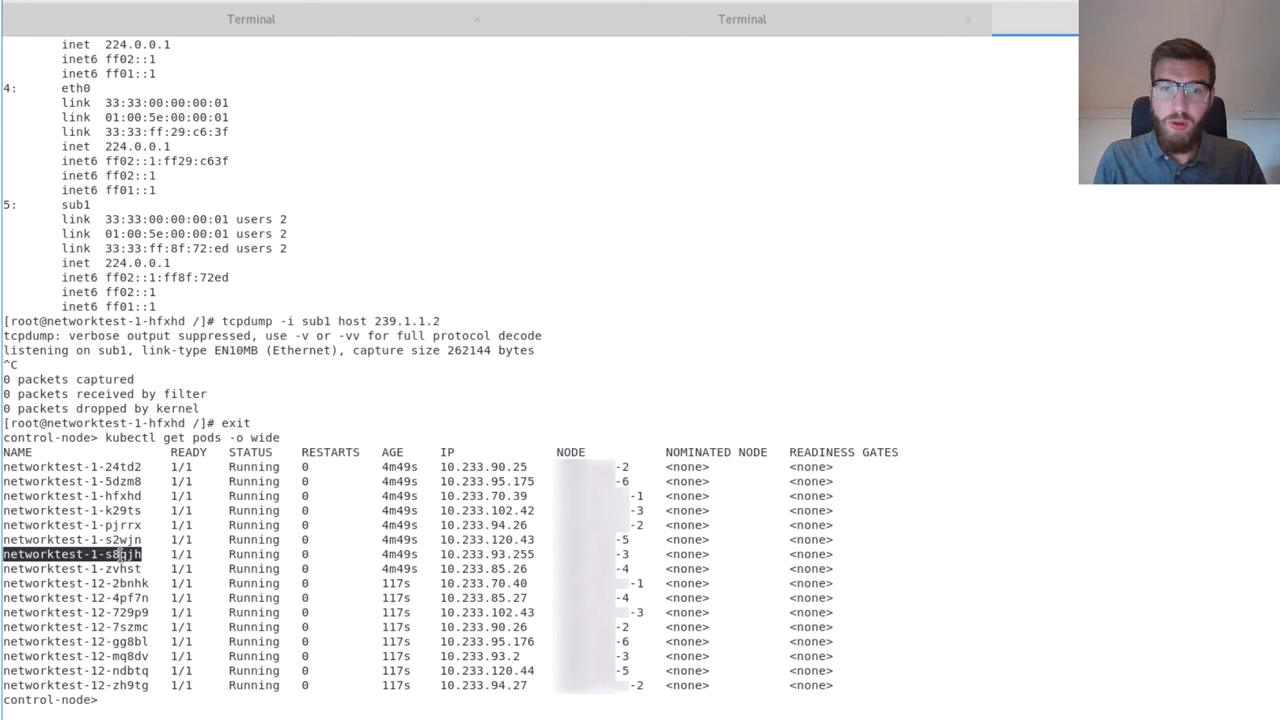 Terminal × Terminal ×
inet 224.0.0.1
inet6 ff02::1
inet6 ff01::1
4: eth0
link 33:33:00:00:00:01
link 01:00:5e:00:00:01
link 33:33:ff:29:c6:3f
inet 224.0.0.1
inet6 ff02::1:ff29:c63f
inet6 ff02::1
inet6 ff01::1
5: sub1
link 33:33:00:00:00:01 users 2
link 01:00:5e:00:00:01 users 2
link 33:33:ff:8f:72:ed users 2
inet 224.0.0.1
inet6 ff02::1:ff8f:72ed
inet6 ff02::1
inet6 ff01::1
[root@networktest-1-hfxhd /]# tcpdump -i sub1 host 239.1.1.2
tcpdump: verbose output suppressed, use -v or -vv for full protocol decode
listening on sub1, link-type EN10MB (Ethernet), capture size 262144 bytes
^C
0 packets captured
0 packets received by filter
0 packets dropped by kernel
[root@networktest-1-hfxhd /]# exit
control-node> kubectl get pods -o wide
NAME READY STATUS RESTARTS AGE IP NODE NOMINATED NODE READINESS GATES
networktest-1-24td2 1/1 Running 0 4m49s 10.233.90.25 -2 <none> <none>
networktest-1-5dzm8 1/1 Running 0 4m49s 10.233.95.175 -6 <none> <none>
networktest-1-hfxhd 1/1 Running 0 4m49s 10.233.70.39 -1 <none> <none>
networktest-1-k29ts 1/1 Running 0 4m49s 10.233.102.42 -3 <none> <none>
networktest-1-pjrrx 1/1 Running 0 4m49s 10.233.94.26 -2 <none> <none>
networktest-1-s2wjn 1/1 Running 0 4m49s 10.233.120.43 -5 <none> <none>
networktest-1-s8qjh 1/1 Running 0 4m49s 10.233.93.255 -3 <none> <none>
networktest-1-zvhst 1/1 Running 0 4m49s 10.233.85.26 -4 <none> <none>
networktest-12-2bnhk 1/1 Running 0 117s 10.233.70.40 -1 <none> <none>
networktest-12-4pf7n 1/1 Running 0 117s 10.233.85.27 -4 <none> <none>
networktest-12-729p9 1/1 Running 0 117s 10.233.102.43 -3 <none> <none>
networktest-12-7szmc 1/1 Running 0 117s 10.233.90.26 -2 <none> <none>
networktest-12-gg8bl 1/1 Running 0 117s 10.233.95.176 -6 <none> <none>
networktest-12-mq8dv 1/1 Running 0 117s 10.233.93.2 -3 <none> <none>
networktest-12-ndbtq 1/1 Running 0 117s 10.233.120.44 -5 <none> <none>
networktest-12-zh9tg 1/1 Running 0 117s 10.233.94.27 -2 <none> <none>
control-node>